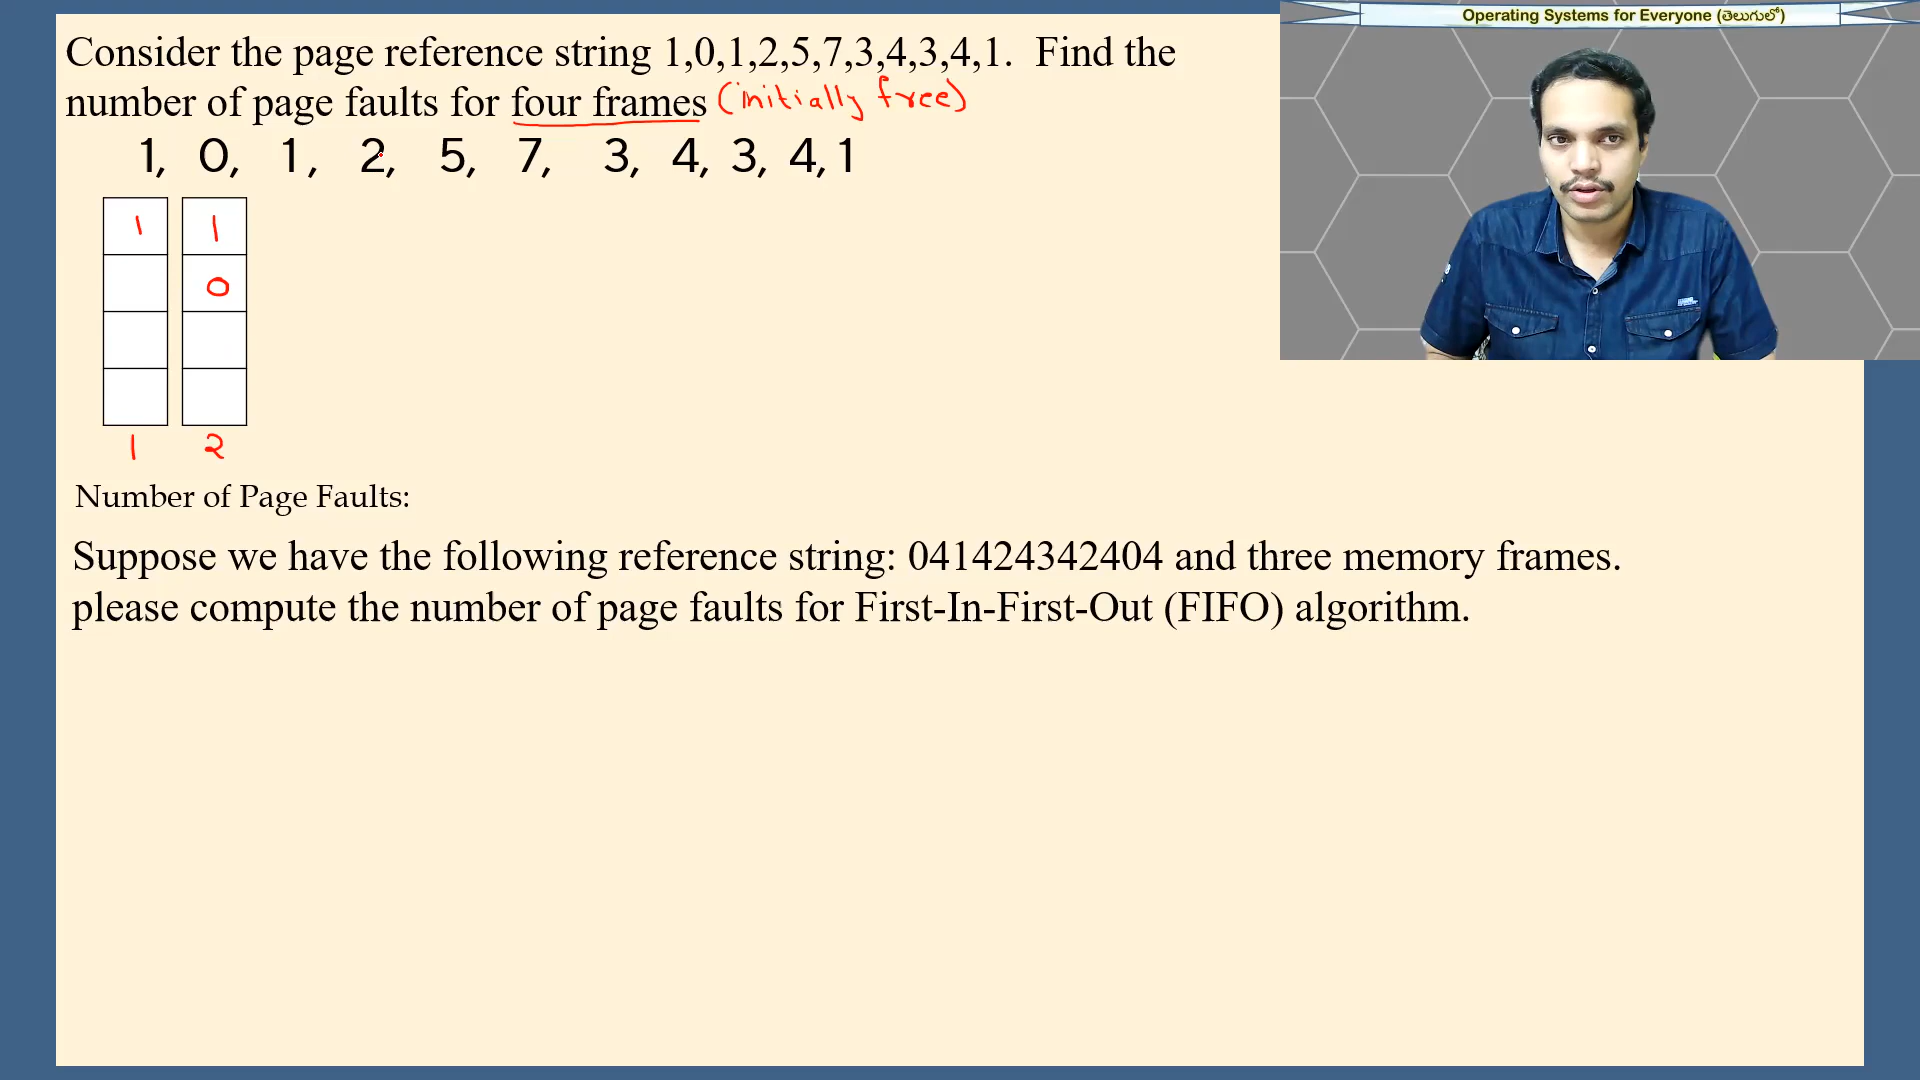 Operating Systems for Everyone (తెలుగులో)
Consider the page reference string 1,0,1,2,5,7,3,4,3,4,1. Find the
number of page faults for four frames (initially free)
1, 0, 1, 2, 5, 7, 3, 4, 3, 4, 1
1 1
0
1 2
Number of Page Faults:
Suppose we have the following reference string: 041424342404 and three memory frames.
please compute the number of page faults for First-In-First-Out (FIFO) algorithm.